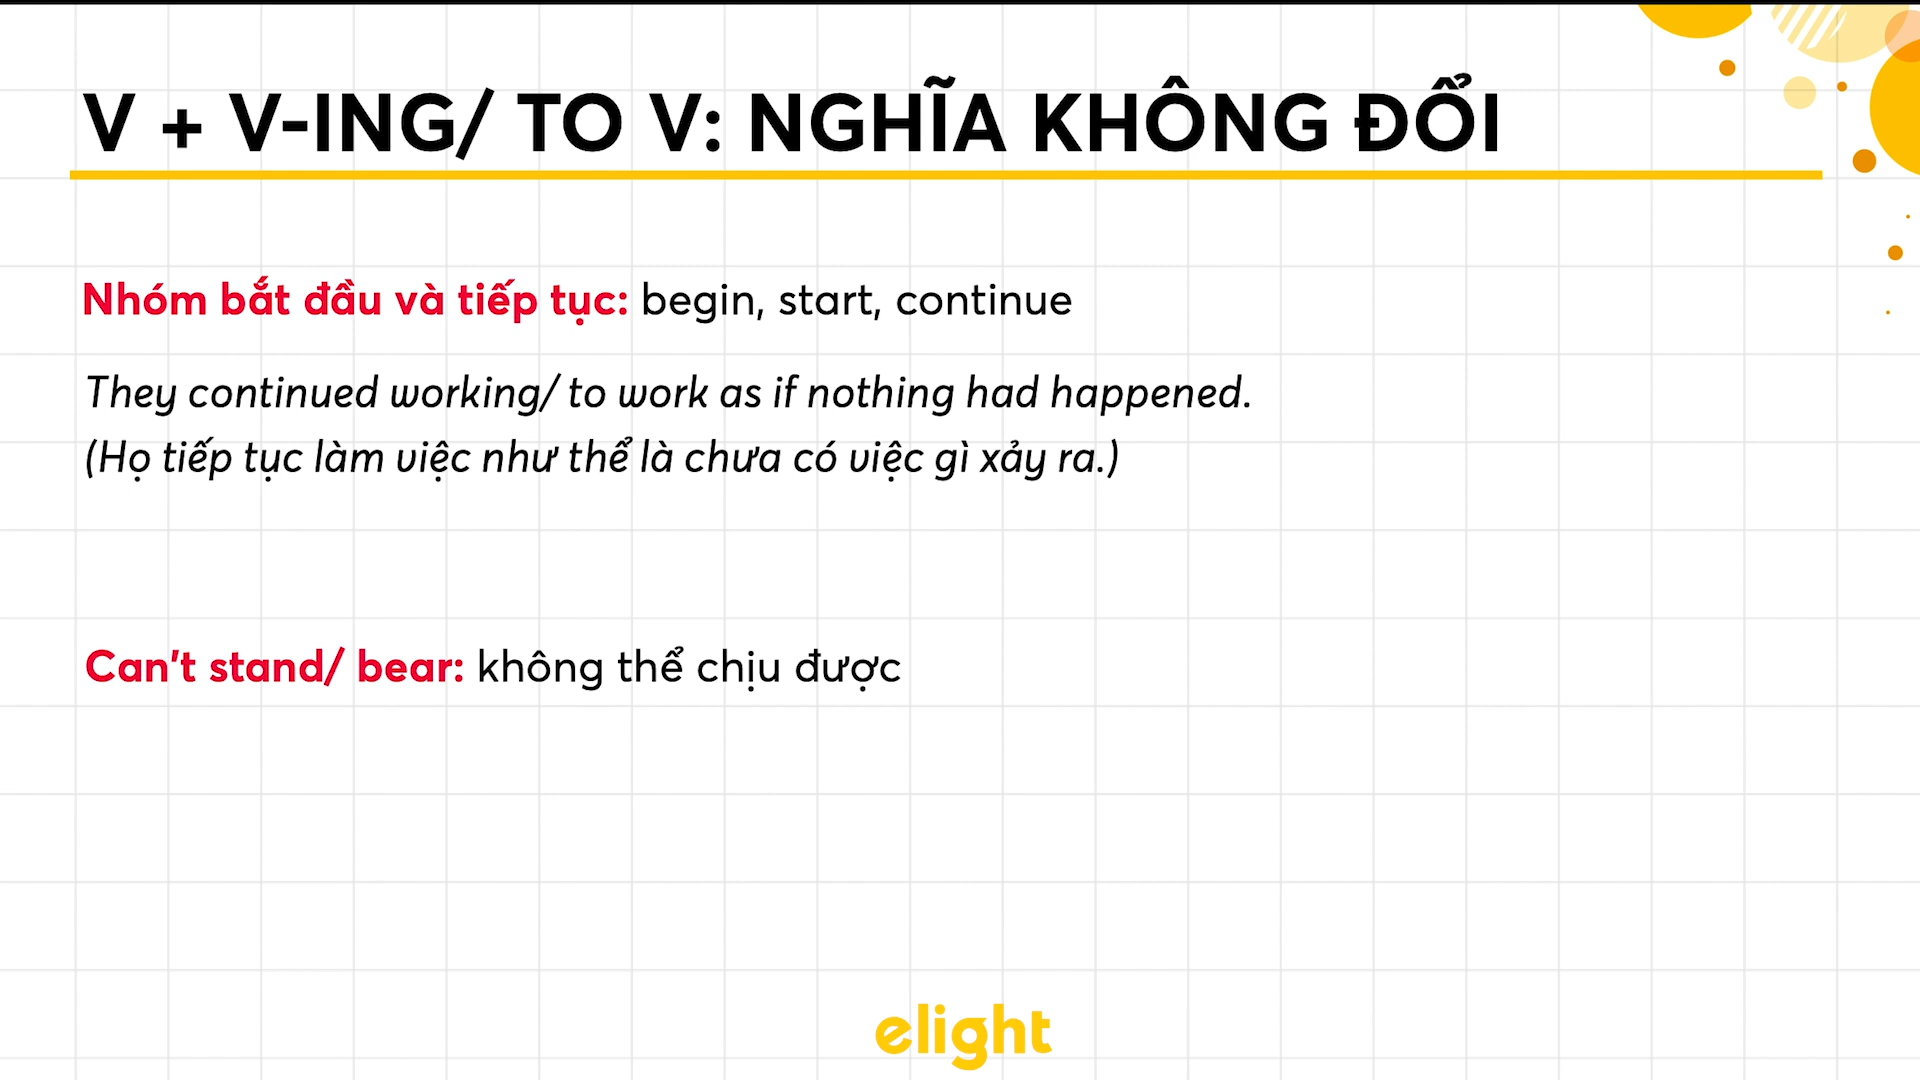 V + V-ING/ TO V: NGHĨA KHÔNG ĐỔI
Nhóm bắt đầu và tiếp tục: begin, start, continue
They continued working/ to work as if nothing had happened.
(Họ tiếp tục làm việc như thể là chưa có việc gì xảy ra.)
Can't stand/ bear: không thể chịu được
elight